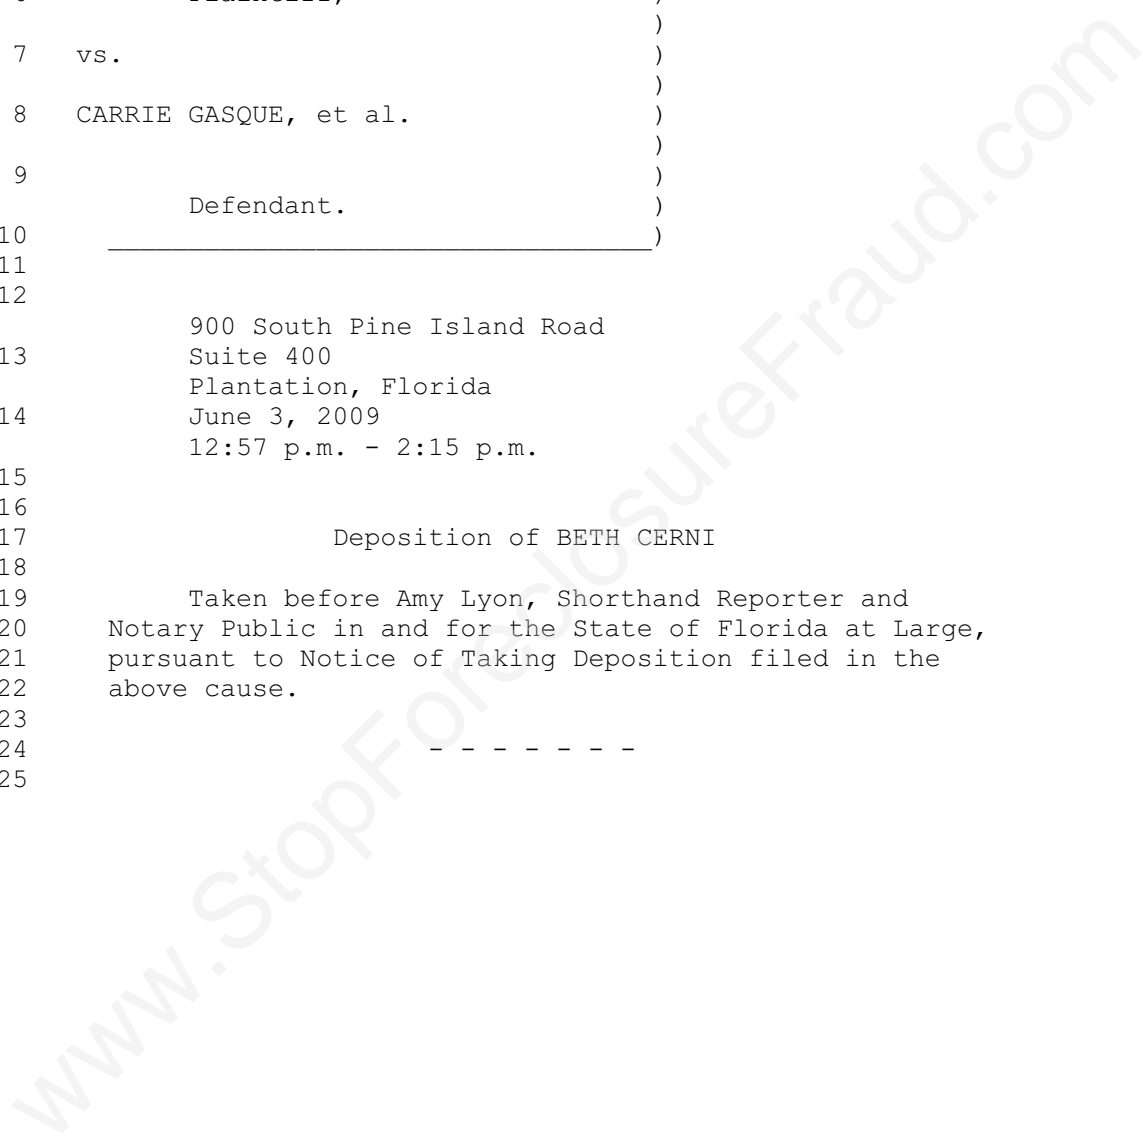 )
7 vs. )
)
8 CARRIE GASQUE, et al. )
)
9 )
Defendant. )
10 __________________________________)
11
12
900 South Pine Island Road
13 Suite 400
Plantation, Florida
14 June 3, 2009
12:57 p.m. - 2:15 p.m.
15
16
17 Deposition of BETH CERNI
18
19 Taken before Amy Lyon, Shorthand Reporter and
20 Notary Public in and for the State of Florida at Large,
21 pursuant to Notice of Taking Deposition filed in the
22 above cause.
23
24 - - - - - - -
25
www.StopForeclosureFraud.com